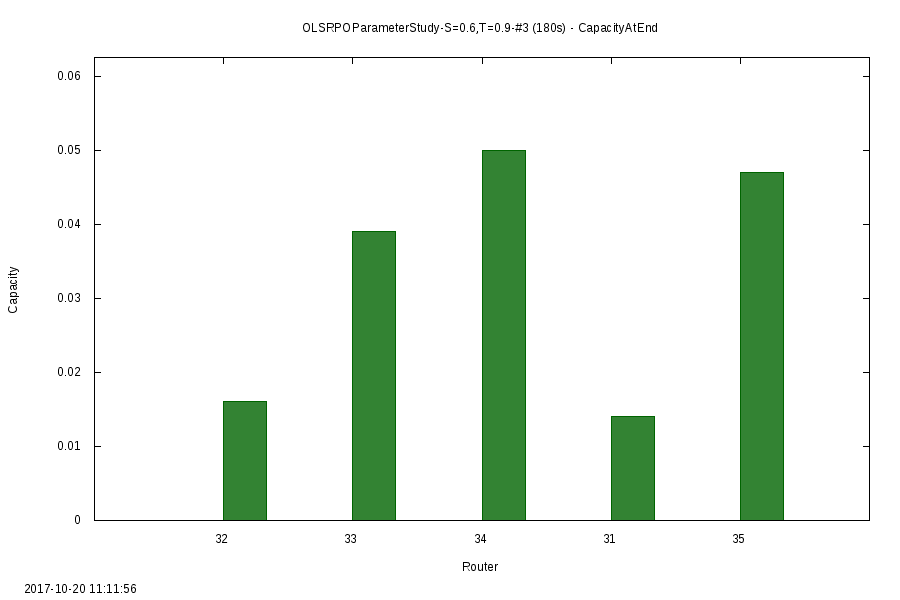 OLSRPOParameterStudy-S=0.6,T=0.9-#3 (180s) - CapacityAtEnd
0.06
0.05
0.04
0.03
0.02
0.01
0
Capacity
32 33 34 31 35
Router
2017-10-20 11:11:56